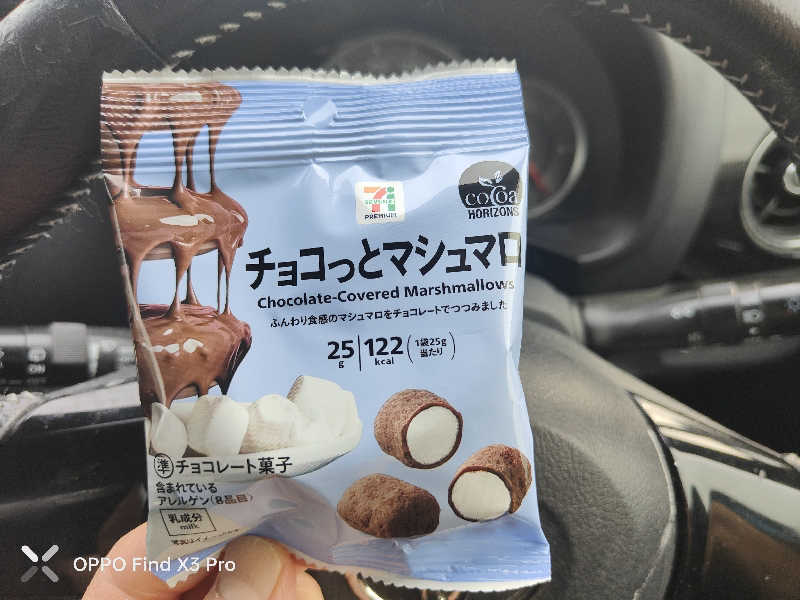 SEVEN & i
PREMIUM
cocoa
HORIZONS
チョコっとマシュマロ
Chocolate-Covered Marshmallows
ふんわり食感のマシュマロをチョコレートでつつみました
25g 122kcal (1袋25g当たり)
準 チョコレート菓子
含まれている
アレルゲン(8品目)
乳成分
milk
ON
OPPO Find X3 Pro